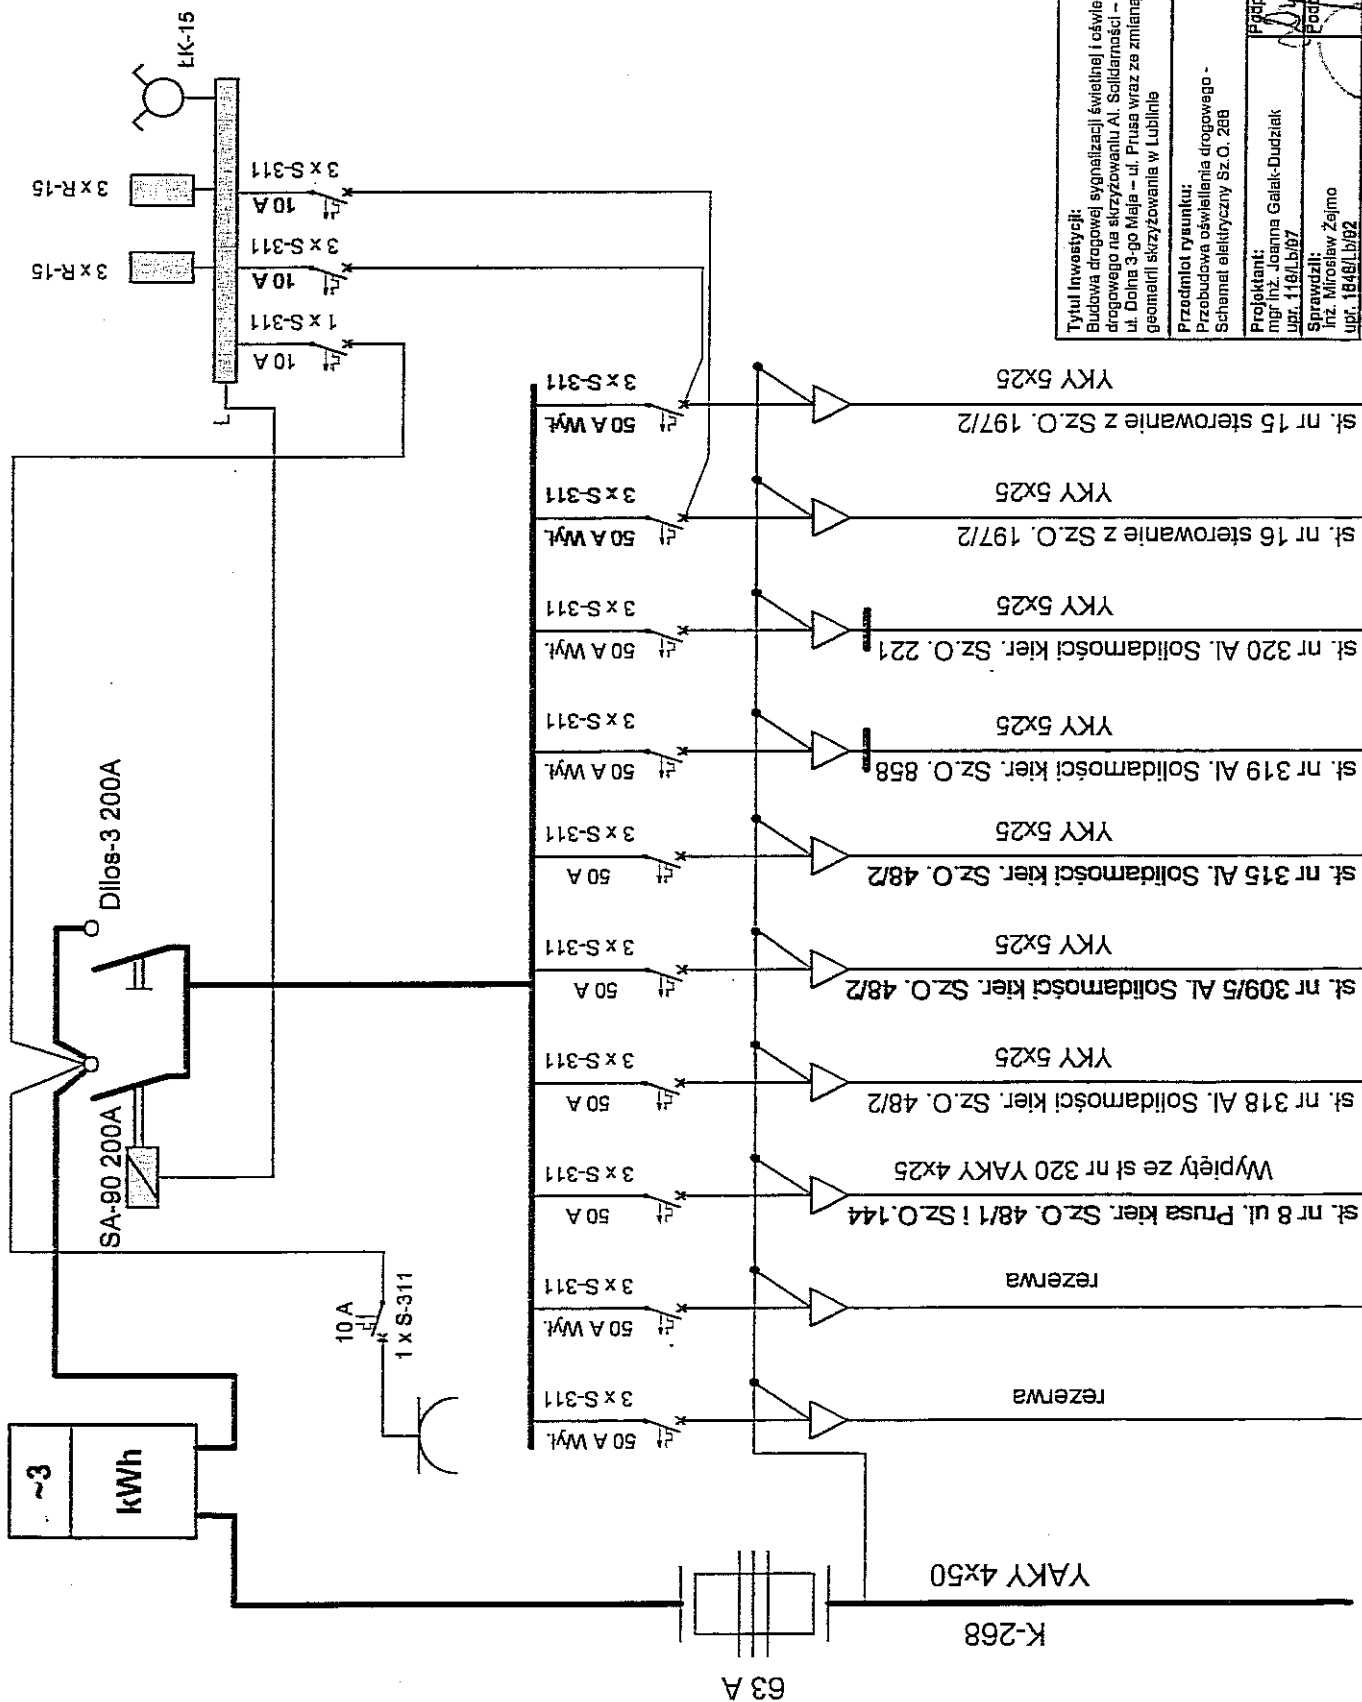 ŁK-15
3 x R-15
3 x R-15
3 x S-311
10 A
3 x S-311
10 A
1 x S-311
10 A
Dilos-3 200A
SA-90 200A
~3
kWh
10 A
1 x S-311
3 x S-311
50 A Wył.
YKY 5x25
sł. nr 15 sterowanie z Sz.O. 197/2
3 x S-311
50 A Wył.
YKY 5x25
sł. nr 16 sterowanie z Sz.O. 197/2
3 x S-311
50 A Wył.
YKY 5x25
sł. nr 320 Al. Solidarności kier. Sz.O. 221
3 x S-311
50 A Wył.
YKY 5x25
sł. nr 319 Al. Solidarności kier. Sz.O. 858
3 x S-311
50 A
YKY 5x25
sł. nr 315 Al. Solidarności kier. Sz.O. 48/2
3 x S-311
50 A
YKY 5x25
sł. nr 309/5 Al. Solidarności kier. Sz.O. 48/2
3 x S-311
50 A
YKY 5x25
sł. nr 318 Al. Solidarności kier. Sz.O. 48/2
3 x S-311
50 A
Wypięty ze sł nr 320 YAKY 4x25
sł. nr 8 ul. Prusa kier. Sz.O. 48/1 i Sz.O.144
3 x S-311
50 A Wył.
rezerwa
3 x S-311
50 A Wył.
rezerwa
YAKY 4x50
K-268
63 A
Tytuł Inwestycji:
Budowa drogowej sygnalizacji świetlnej i oświe
drogowego na skrzyżowaniu Al. Solidarności –
ul. Dolna 3-go Maja – ul. Prusa wraz ze zmianą
geometrii skrzyżowania w Lublinie
Przedmiot rysunku:
Przebudowa oświetlenia drogowego -
Schemat elektryczny Sz.O. 268
Projektant:
mgr inż. Joanna Galak-Dudziak
upr. 118/Lb/97
Podp
Sprawdził:
inż. Mirosław Żejmo
upr. 1848/Lb/92
Podp